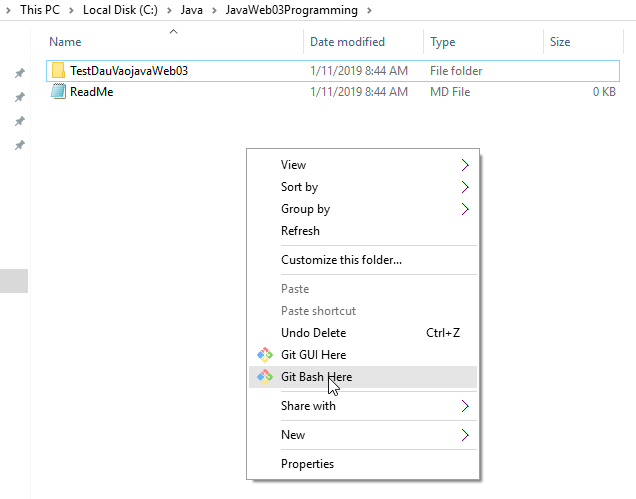 This PC > Local Disk (C:) > Java > JavaWeb03Programming >
Name Date modified Type Size
TestDauVaojavaWeb03 1/11/2019 8:44 AM File folder
ReadMe 1/11/2019 8:44 AM MD File 0 KB
View
Sort by
Group by
Refresh
Customize this folder...
Paste
Paste shortcut
Undo Delete Ctrl+Z
Git GUI Here
Git Bash Here
Share with
New
Properties